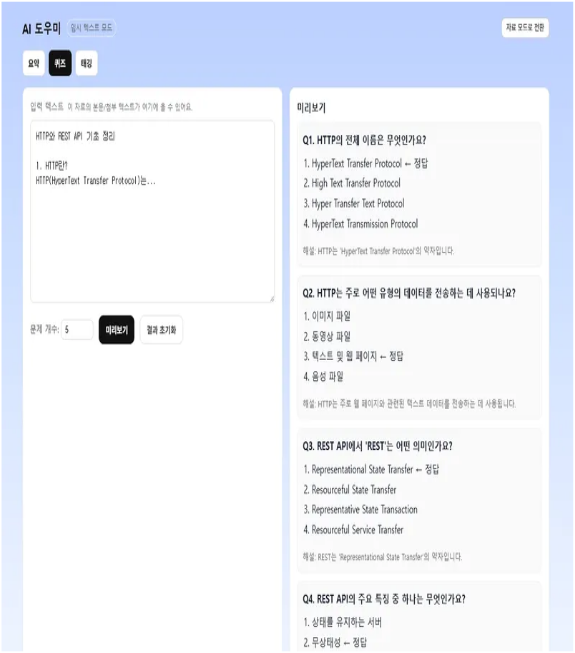 AI 도우미 임시 텍스트 모드
자료 모드로 전환
요약 퀴즈 태깅
입력 텍스트 이 자료의 본문/첨부 텍스트가 여기에 올 수 있어요.
HTTP와 REST API 기초 정리
1. HTTP란?
HTTP(HyperText Transfer Protocol)는...
문제 개수: 5 미리보기 결과 초기화
미리보기
Q1. HTTP의 전체 이름은 무엇인가요?
1. HyperText Transfer Protocol ← 정답
2. High Text Transfer Protocol
3. Hyper Transfer Text Protocol
4. HyperText Transmission Protocol
해설: HTTP는 'HyperText Transfer Protocol'의 약자입니다.
Q2. HTTP는 주로 어떤 유형의 데이터를 전송하는 데 사용되나요?
1. 이미지 파일
2. 동영상 파일
3. 텍스트 및 웹 페이지 ← 정답
4. 음성 파일
해설: HTTP는 주로 웹 페이지와 관련된 텍스트 데이터를 전송하는 데 사용됩니다.
Q3. REST API에서 'REST'는 어떤 의미인가요?
1. Representational State Transfer ← 정답
2. Resourceful State Transfer
3. Representative State Transaction
4. Resourceful Service Transfer
해설: REST는 'Representational State Transfer'의 약자입니다.
Q4. REST API의 주요 특징 중 하나는 무엇인가요?
1. 상태를 유지하는 서버
2. 무상태성 ← 정답